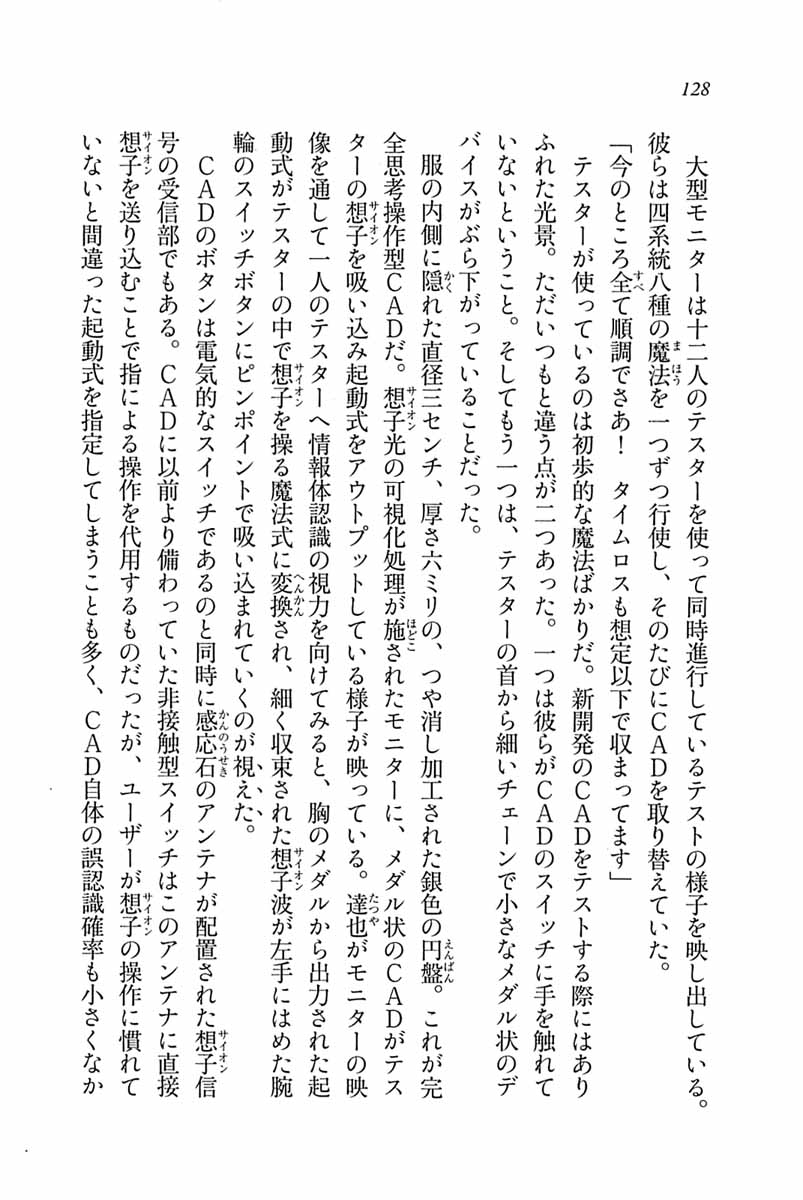 128
大型モニターは十二人のテスターを使って同時進行しているテストの様子を映し出している。
彼らは四系統八種の魔法を一つずつ行使し、そのたびにCADを取り替えていた。
「今のところ全て順調でさあ！　タイムロスも想定以下で収まってます」
テスターが使っているのは初歩的な魔法ばかりだ。新開発のCADをテストする際にはあり
ふれた光景。ただいつもと違う点が二つあった。一つは彼らがCADのスイッチに手を触れて
いないということ。そしてもう一つは、テスターの首から細いチェーンで小さなメダル状のデ
バイスがぶら下がっていることだった。
服の内側に隠れた直径三センチ、厚さ六ミリの、つや消し加工された銀色の円盤。これが完
全思考操作型CADだ。想子光の可視化処理が施されたモニターに、メダル状のCADがテス
ターの想子を吸い込み起動式をアウトプットしている様子が映っている。達也がモニターの映
像を通して一人のテスターへ情報体認識の視力を向けてみると、胸のメダルから出力された起
動式がテスターの中で想子を操る魔法式に変換され、細く収束された想子波が左手にはめた腕
輪のスイッチボタンにピンポイントで吸い込まれていくのが視えた。
CADのボタンは電気的なスイッチであるのと同時に感応石のアンテナが配置された想子信
号の受信部でもある。CADに以前より備わっていた非接触型スイッチはこのアンテナに直接
想子を送り込むことで指による操作を代用するものだったが、ユーザーが想子の操作に慣れて
いないと間違った起動式を指定してしまうことも多く、CAD自体の誤認識確率も小さくなか